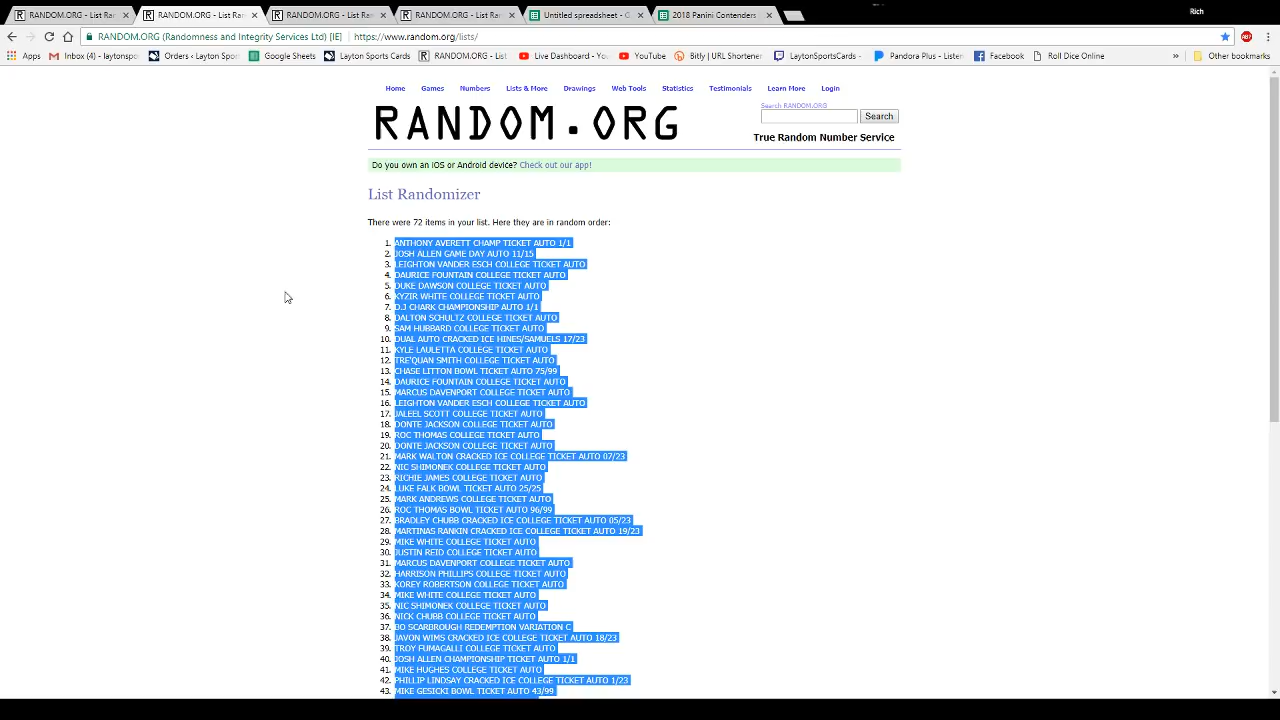 Rich
RANDOM.ORG - List Ran
RANDOM.ORG - List Ran
RANDOM.ORG - List Ran
RANDOM.ORG - List Ran
Untitled spreadsheet - G
2018 Panini Contenders
RANDOM.ORG (Randomness and Integrity Services Ltd) [IE] https://www.random.org/lists/
Apps Inbox (4) - laytonspo Orders ‹ Layton Spor Google Sheets Layton Sports Cards RANDOM.ORG - List Live Dashboard - You YouTube Bitly | URL Shortener LaytonSportsCards - Pandora Plus - Listen Facebook Roll Dice Online » Other bookmarks
Home Games Numbers Lists & More Drawings Web Tools Statistics Testimonials Learn More Login
Search RANDOM.ORG
RANDOM.ORG
Search
True Random Number Service
Do you own an iOS or Android device? Check out our app!
List Randomizer
There were 72 items in your list. Here they are in random order:
1. ANTHONY AVERETT CHAMP TICKET AUTO 1/1
2. JOSH ALLEN GAME DAY AUTO 11/15
3. LEIGHTON VANDER ESCH COLLEGE TICKET AUTO
4. DAURICE FOUNTAIN COLLEGE TICKET AUTO
5. DUKE DAWSON COLLEGE TICKET AUTO
6. KYZIR WHITE COLLEGE TICKET AUTO
7. D.J CHARK CHAMPIONSHIP AUTO 1/1
8. DALTON SCHULTZ COLLEGE TICKET AUTO
9. SAM HUBBARD COLLEGE TICKET AUTO
10. DUAL AUTO CRACKED ICE HINES/SAMUELS 17/23
11. KYLE LAULETTA COLLEGE TICKET AUTO
12. TRE'QUAN SMITH COLLEGE TICKET AUTO
13. CHASE LITTON BOWL TICKET AUTO 75/99
14. DAURICE FOUNTAIN COLLEGE TICKET AUTO
15. MARCUS DAVENPORT COLLEGE TICKET AUTO
16. LEIGHTON VANDER ESCH COLLEGE TICKET AUTO
17. JALEEL SCOTT COLLEGE TICKET AUTO
18. DONTE JACKSON COLLEGE TICKET AUTO
19. ROC THOMAS COLLEGE TICKET AUTO
20. DONTE JACKSON COLLEGE TICKET AUTO
21. MARK WALTON CRACKED ICE COLLEGE TICKET AUTO 07/23
22. NIC SHIMONEK COLLEGE TICKET AUTO
23. RICHIE JAMES COLLEGE TICKET AUTO
24. LUKE FALK BOWL TICKET AUTO 25/25
25. MARK ANDREWS COLLEGE TICKET AUTO
26. ROC THOMAS BOWL TICKET AUTO 96/99
27. BRADLEY CHUBB CRACKED ICE COLLEGE TICKET AUTO 05/23
28. MARTINAS RANKIN CRACKED ICE COLLEGE TICKET AUTO 19/23
29. MIKE WHITE COLLEGE TICKET AUTO
30. JUSTIN REID COLLEGE TICKET AUTO
31. MARCUS DAVENPORT COLLEGE TICKET AUTO
32. HARRISON PHILLIPS COLLEGE TICKET AUTO
33. KOREY ROBERTSON COLLEGE TICKET AUTO
34. MIKE WHITE COLLEGE TICKET AUTO
35. NIC SHIMONEK COLLEGE TICKET AUTO
36. NICK CHUBB COLLEGE TICKET AUTO
37. BO SCARBROUGH REDEMPTION VARIATION C
38. JAVON WIMS CRACKED ICE COLLEGE TICKET AUTO 18/23
39. TROY FUMAGALLI COLLEGE TICKET AUTO
40. JOSH ALLEN CHAMPIONSHIP TICKET AUTO 1/1
41. MIKE HUGHES COLLEGE TICKET AUTO
42. PHILLIP LINDSAY CRACKED ICE COLLEGE TICKET AUTO 1/23
43. MIKE GESICKI BOWL TICKET AUTO 43/99